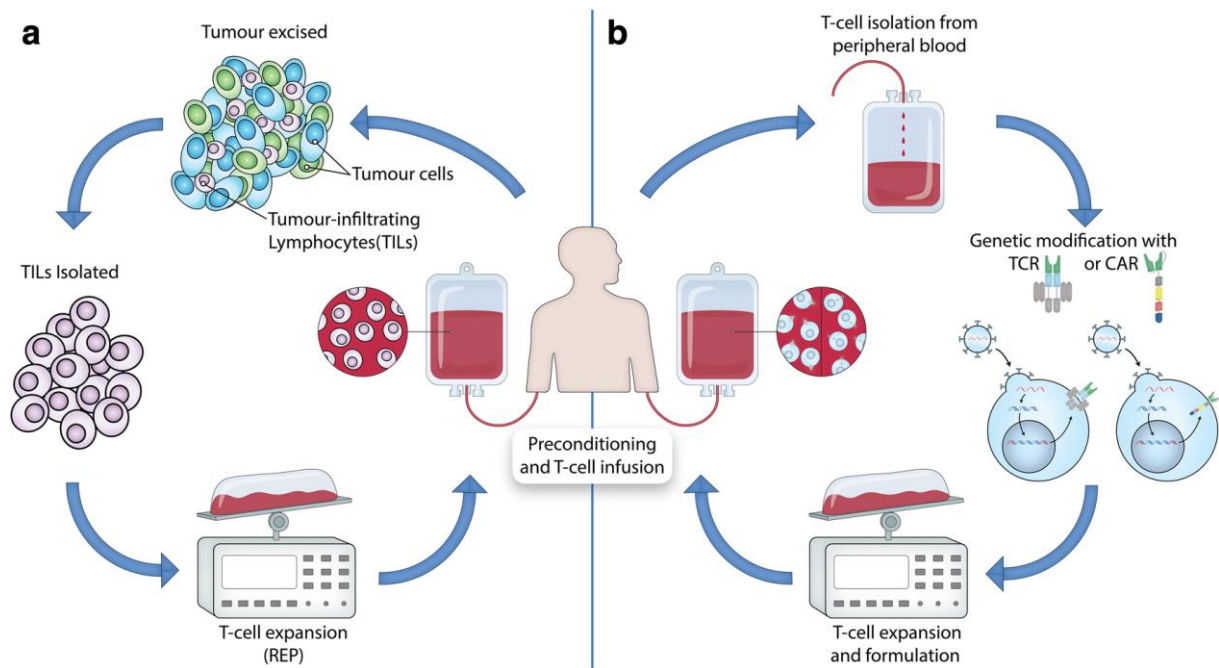 a
Tumour excised
Tumour cells
Tumour-infiltrating
Lymphocytes(TILs)
TILs Isolated
T-cell expansion
(REP)
Preconditioning
and T-cell infusion
b
T-cell isolation from
peripheral blood
Genetic modification with
TCR or CAR
T-cell expansion
and formulation